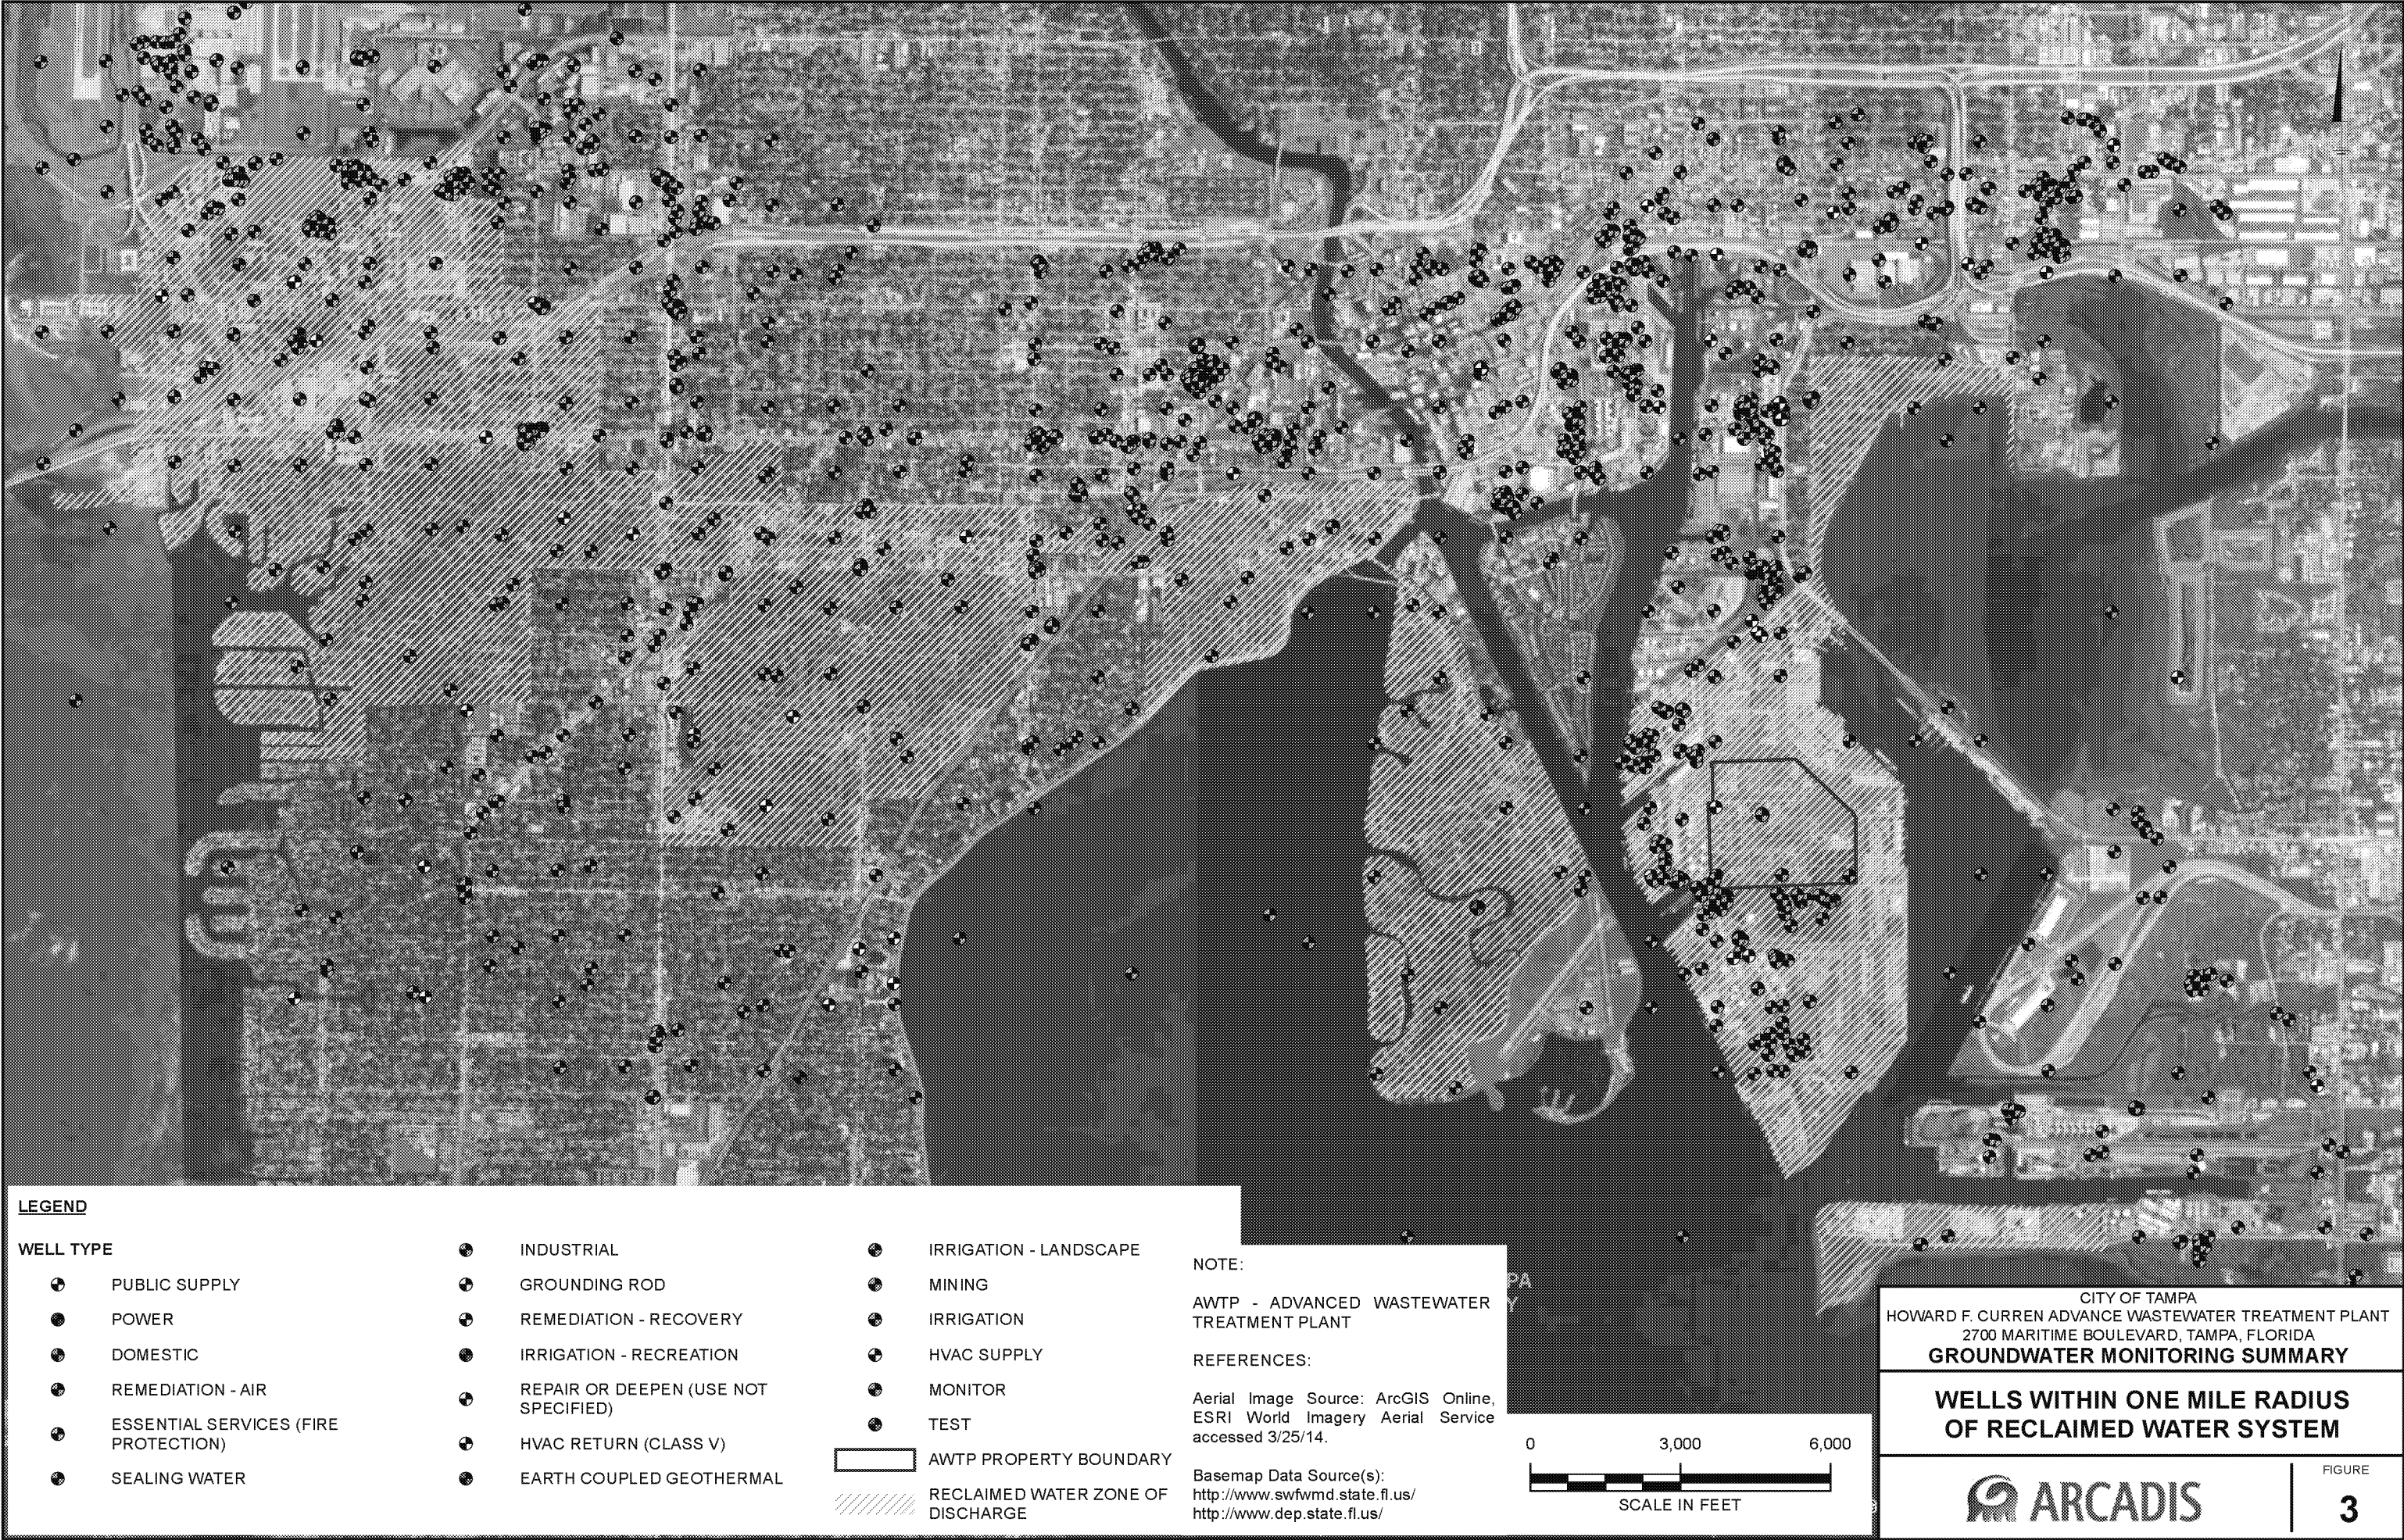 LEGEND
WELL TYPE
PUBLIC SUPPLY
POWER
DOMESTIC
REMEDIATION - AIR
ESSENTIAL SERVICES (FIRE
PROTECTION)
SEALING WATER
INDUSTRIAL
GROUNDING ROD
REMEDIATION - RECOVERY
IRRIGATION - RECREATION
REPAIR OR DEEPEN (USE NOT
SPECIFIED)
HVAC RETURN (CLASS V)
EARTH COUPLED GEOTHERMAL
IRRIGATION - LANDSCAPE
MINING
IRRIGATION
HVAC SUPPLY
MONITOR
TEST
AWTP PROPERTY BOUNDARY
RECLAIMED WATER ZONE OF
DISCHARGE
NOTE:
AWTP - ADVANCED WASTEWATER
TREATMENT PLANT
REFERENCES:
Aerial Image Source: ArcGIS Online,
ESRI World Imagery Aerial Service
accessed 3/25/14.
Basemap Data Source(s):
http://www.swfwmd.state.fl.us/
http://www.dep.state.fl.us/
PA
Y
0 3,000 6,000
SCALE IN FEET
CITY OF TAMPA
HOWARD F. CURREN ADVANCE WASTEWATER TREATMENT PLANT
2700 MARITIME BOULEVARD, TAMPA, FLORIDA
GROUNDWATER MONITORING SUMMARY
WELLS WITHIN ONE MILE RADIUS
OF RECLAIMED WATER SYSTEM
ARCADIS
FIGURE
3